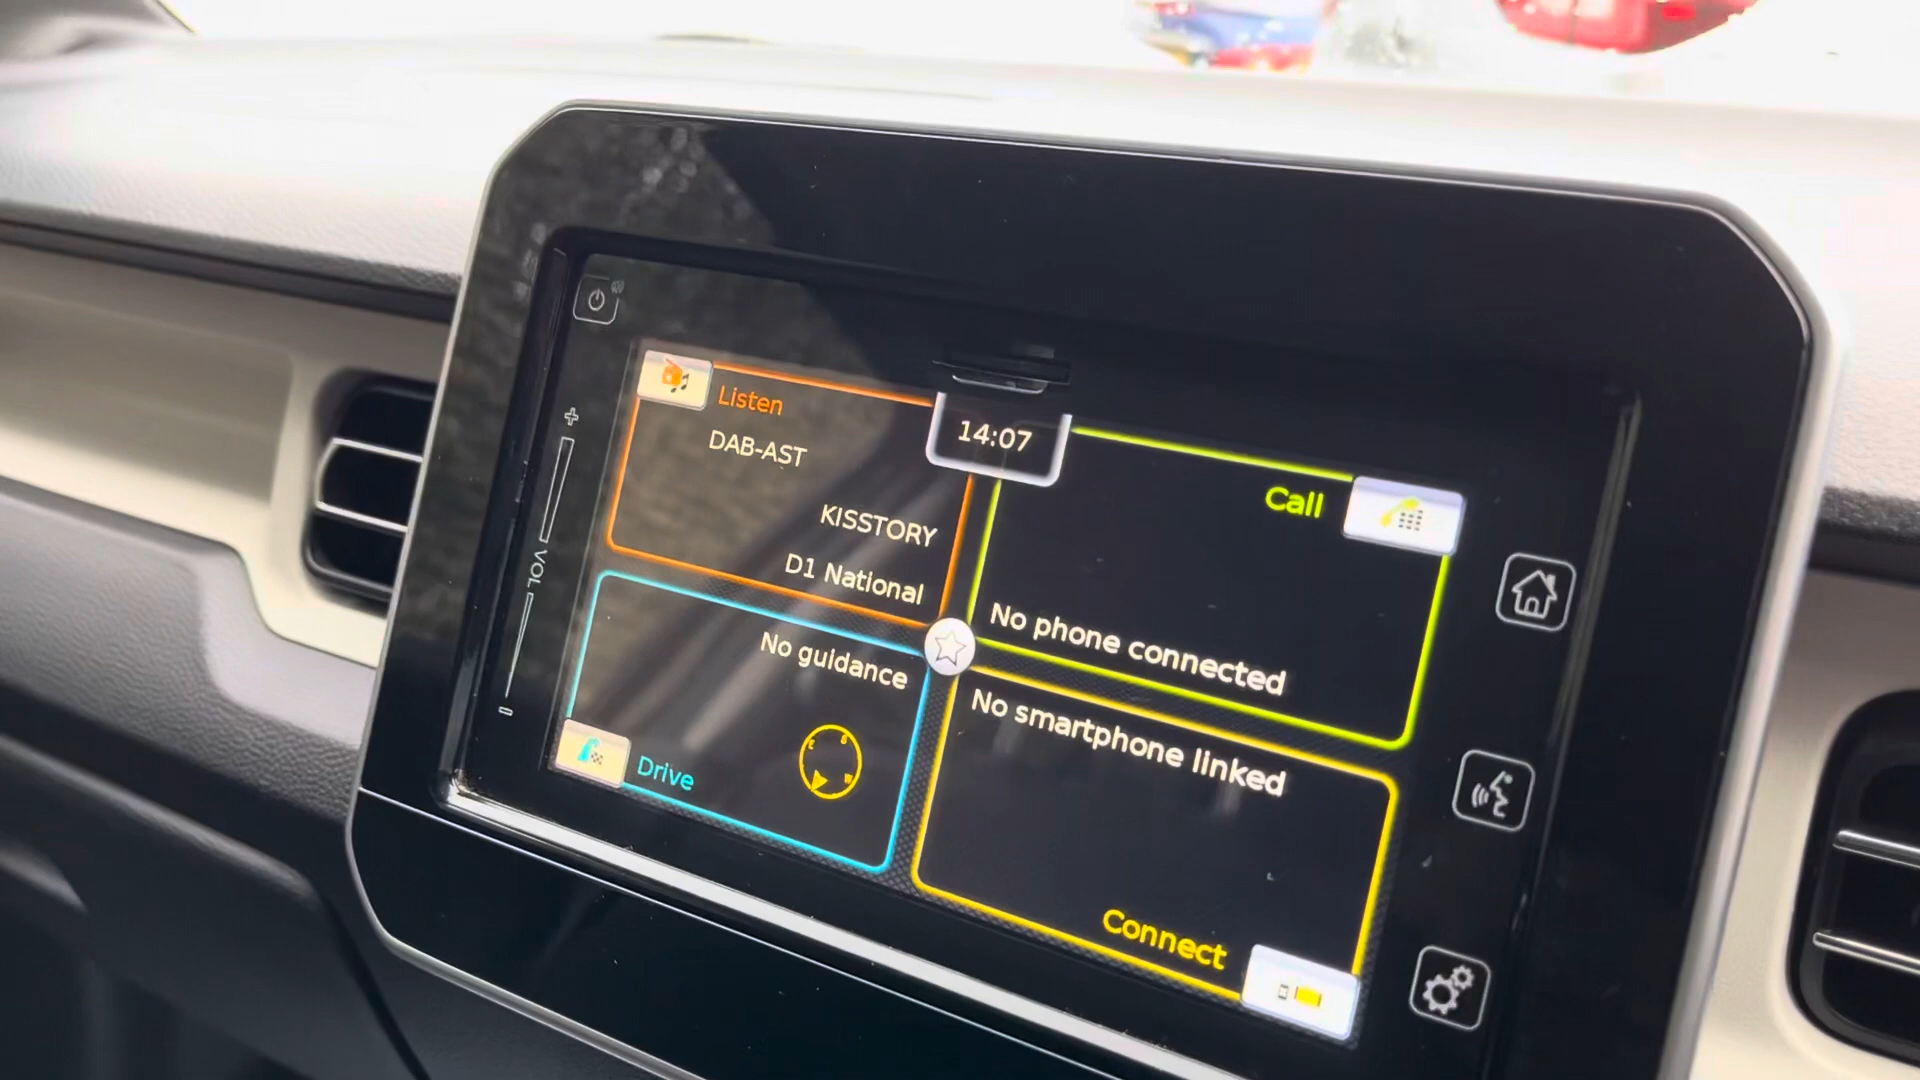 Listen
DAB-AST
KISSTORY
D1 National
14:07
Call
No phone connected
No guidance
Drive
No smartphone linked
Connect
+
VOL
-